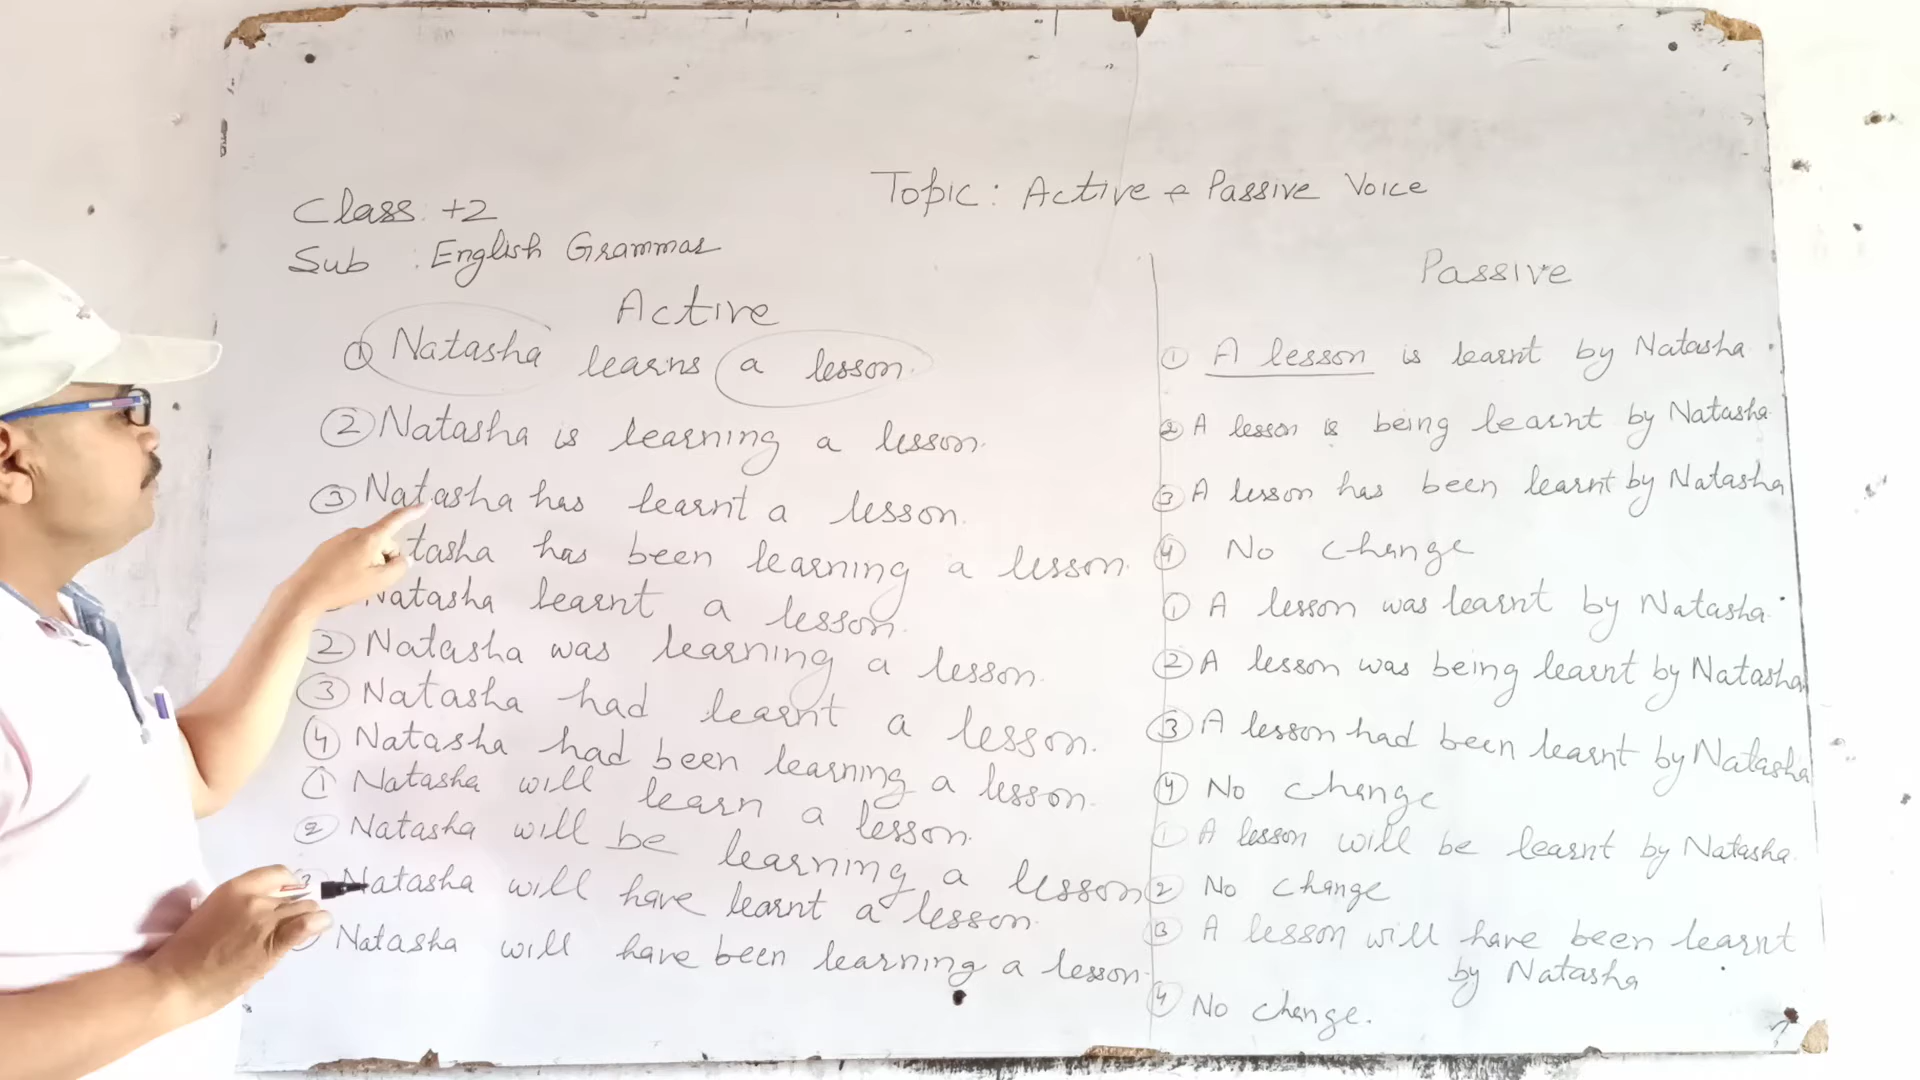 Topic: Active & Passive Voice
Class: +2
Sub : English Grammar
Active
① Natasha learns a lesson.
② Natasha is learning a lesson.
③ Natasha has learnt a lesson.
tasha has been learning a lesson.
Natasha learnt a lesson.
② Natasha was learning a lesson.
③ Natasha had learnt a lesson.
④ Natasha had been learning a lesson.
① Natasha will learn a lesson.
② Natasha will be learning a lesson
③ Natasha will have learnt a lesson.
Natasha will have been learning a lesson.
Passive
① A lesson is learnt by Natasha.
② A lesson is being learnt by Natasha
③ A lesson has been learnt by Natasha
④ No change
① A lesson was learnt by Natasha.
② A lesson was being learnt by Natasha
③ A lesson had been learnt by Natasha
④ No change
① A lesson will be learnt by Natasha.
② No change
③ A lesson will have been learnt
by Natasha
④ No change.